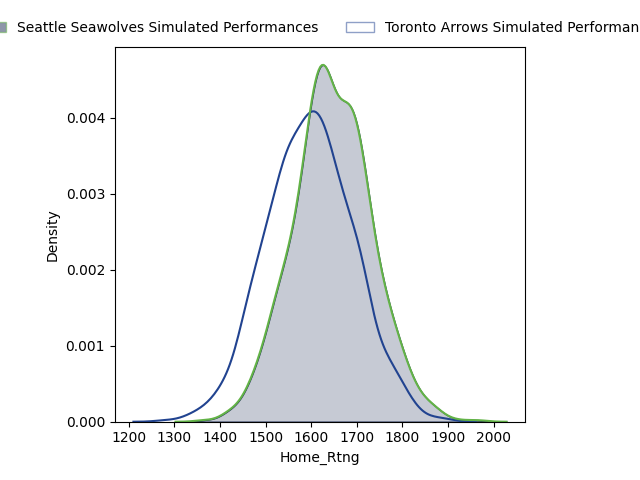 Seattle Seawolves Simulated Performances
Toronto Arrows Simulated
0.004
0.003
0.002
0.001
0.000
Density
1200 1300 1400 1500 1600 1700 1800 1900 2000
Home_Rtng